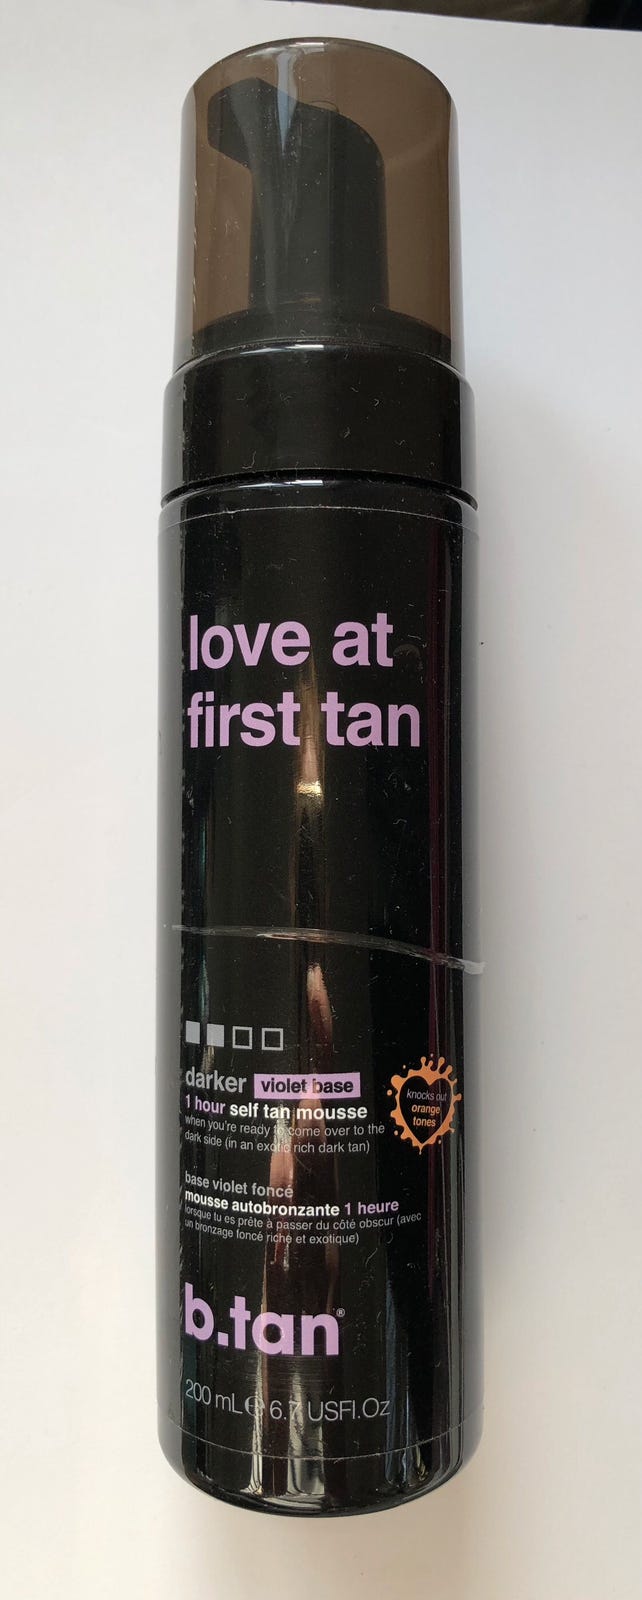 love at
first tan
darker violet base
1 hour self tan mousse
when you're ready to come over to the
dark side (in an exotic rich dark tan)
knocks out
orange
tones
base violet foncé
mousse autobronzante 1 heure
lorsque tu es prête à passer du côté obscur (avec
un bronzage foncé riche et exotique)
b.tan®
200 mL ℮ 6.7 USFl.Oz